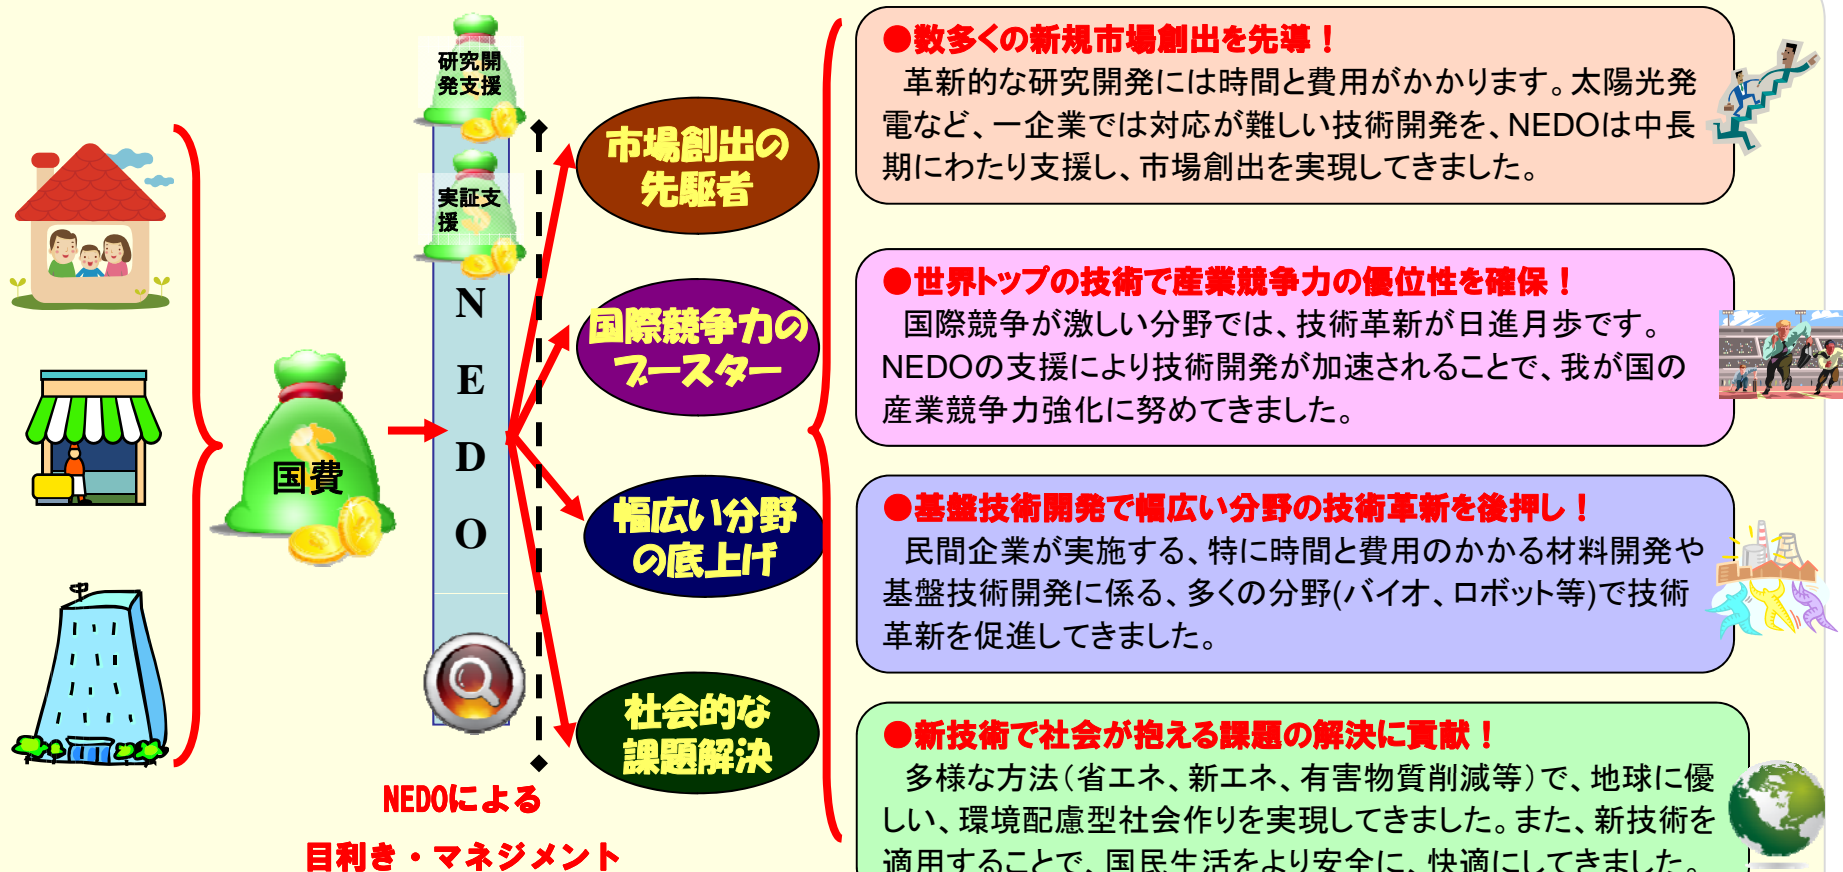 研究開
発支援
実証支
援
国費
N
E
D
O
NEDOによる
目利き・マネジメント
市場創出の
先駆者
国際競争力の
ブースター
幅広い分野
の底上げ
社会的な
課題解決
●数多くの新規市場創出を先導！
革新的な研究開発には時間と費用がかかります。太陽光発
電など、一企業では対応が難しい技術開発を、NEDOは中長
期にわたり支援し、市場創出を実現してきました。
●世界トップの技術で産業競争力の優位性を確保！
国際競争が激しい分野では、技術革新が日進月歩です。
NEDOの支援により技術開発が加速されることで、我が国の
産業競争力強化に努めてきました。
●基盤技術開発で幅広い分野の技術革新を後押し！
民間企業が実施する、特に時間と費用のかかる材料開発や
基盤技術開発に係る、多くの分野(バイオ、ロボット等)で技術
革新を促進してきました。
●新技術で社会が抱える課題の解決に貢献！
多様な方法（省エネ、新エネ、有害物質削減等）で、地球に優
しい、環境配慮型社会作りを実現してきました。また、新技術を
適用することで、国民生活をより安全に、快適にしてきました。